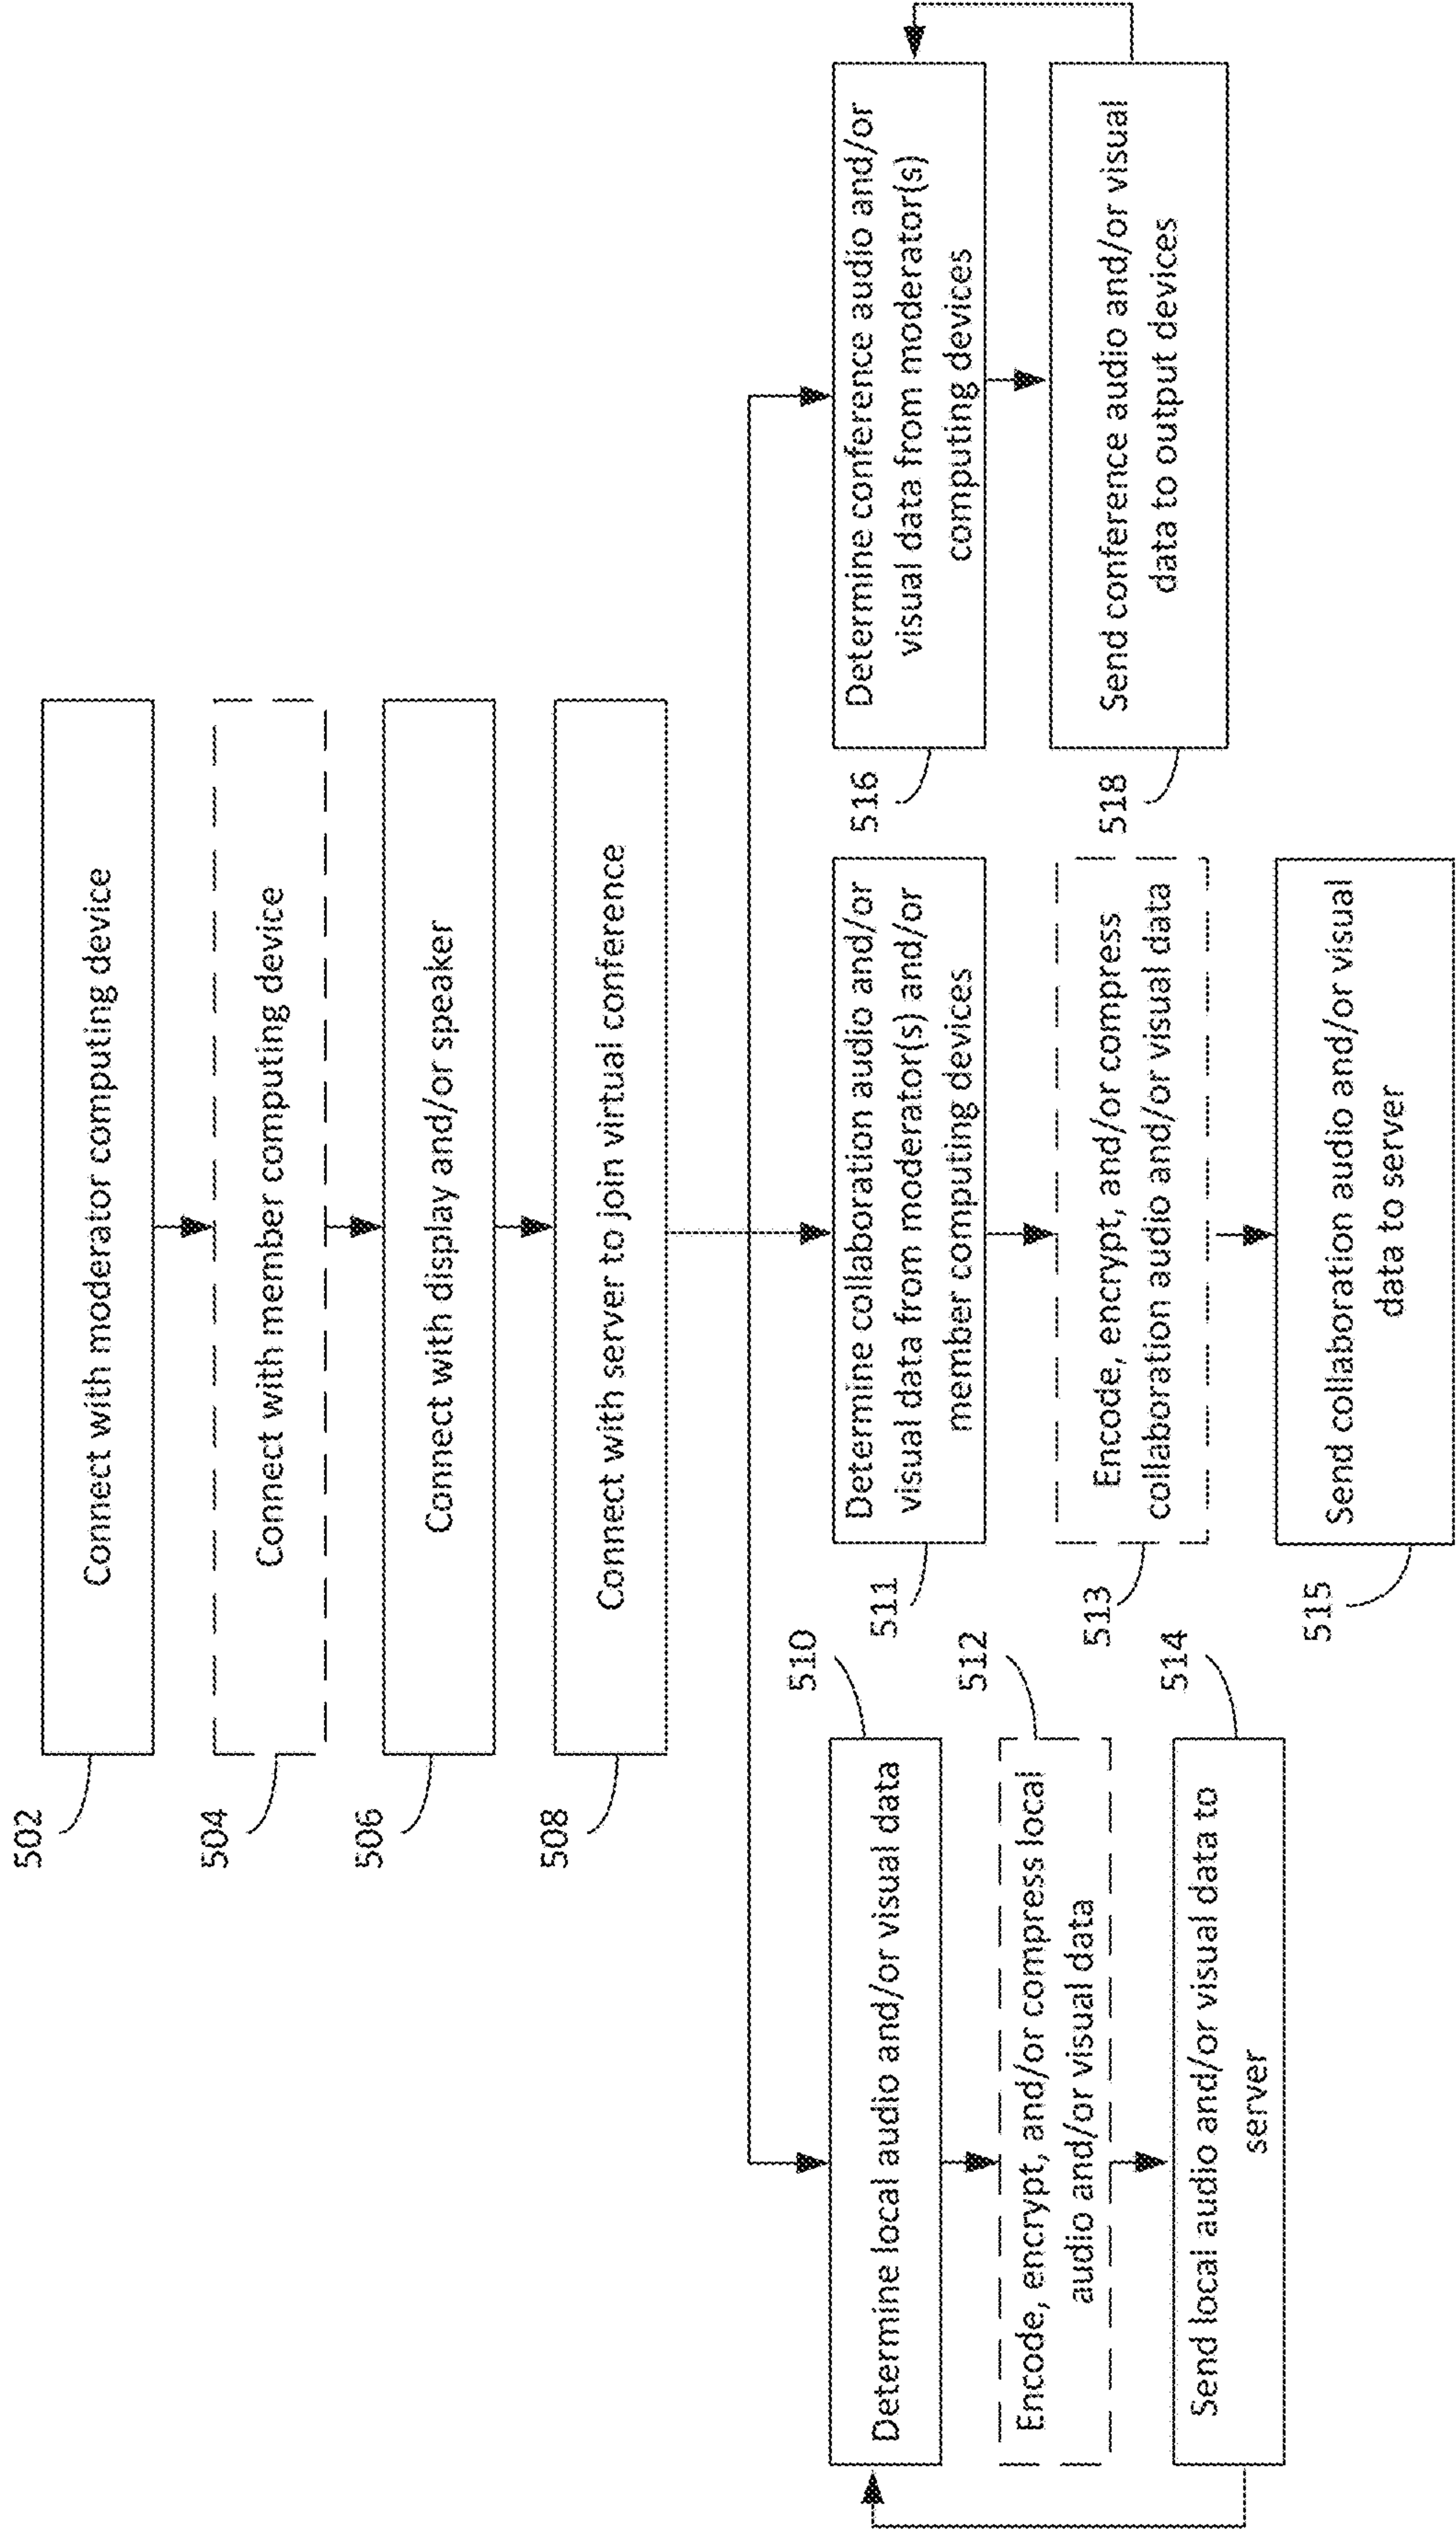 502
Connect with moderator computing device
504
Connect with member computing device
506
Connect with display and/or speaker
508
Connect with server to join virtual conference
510
Determine local audio and/or visual data
512
Encode, encrypt, and/or compress local
audio and/or visual data
514
Send local audio and/or visual data to
server
511
Determine collaboration audio and/or
visual data from moderator(s) and/or
member computing devices
513
Encode, encrypt, and/or compress
collaboration audio and/or visual data
515
Send collaboration audio and/or visual
data to server
516
Determine conference audio and/or
visual data from moderator(s)
computing devices
518
Send conference audio and/or visual
data to output devices